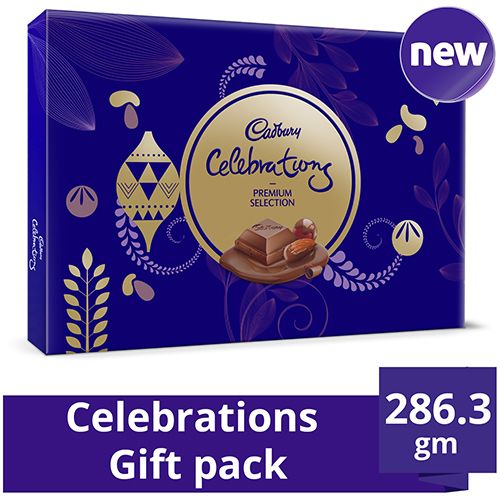 new
Cadbury
Celebrations
PREMIUM
SELECTION
Cadbury
Celebrations
Celebrations
Gift pack
286.3
gm